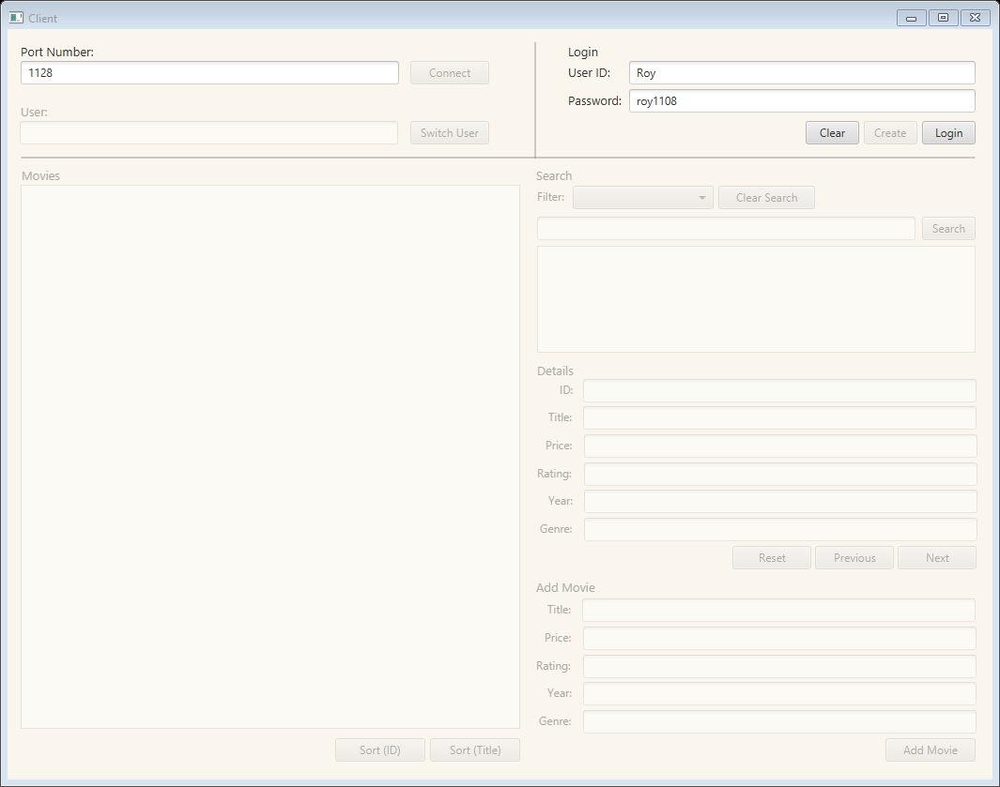 Client
Port Number:
1128
Connect
User:
Switch User
Login
User ID:
Roy
Password:
roy1108
Clear
Create
Login
Movies
Sort (ID)
Sort (Title)
Search
Filter:
Clear Search
Search
Details
ID:
Title:
Price:
Rating:
Year:
Genre:
Reset
Previous
Next
Add Movie
Title:
Price:
Rating:
Year:
Genre:
Add Movie